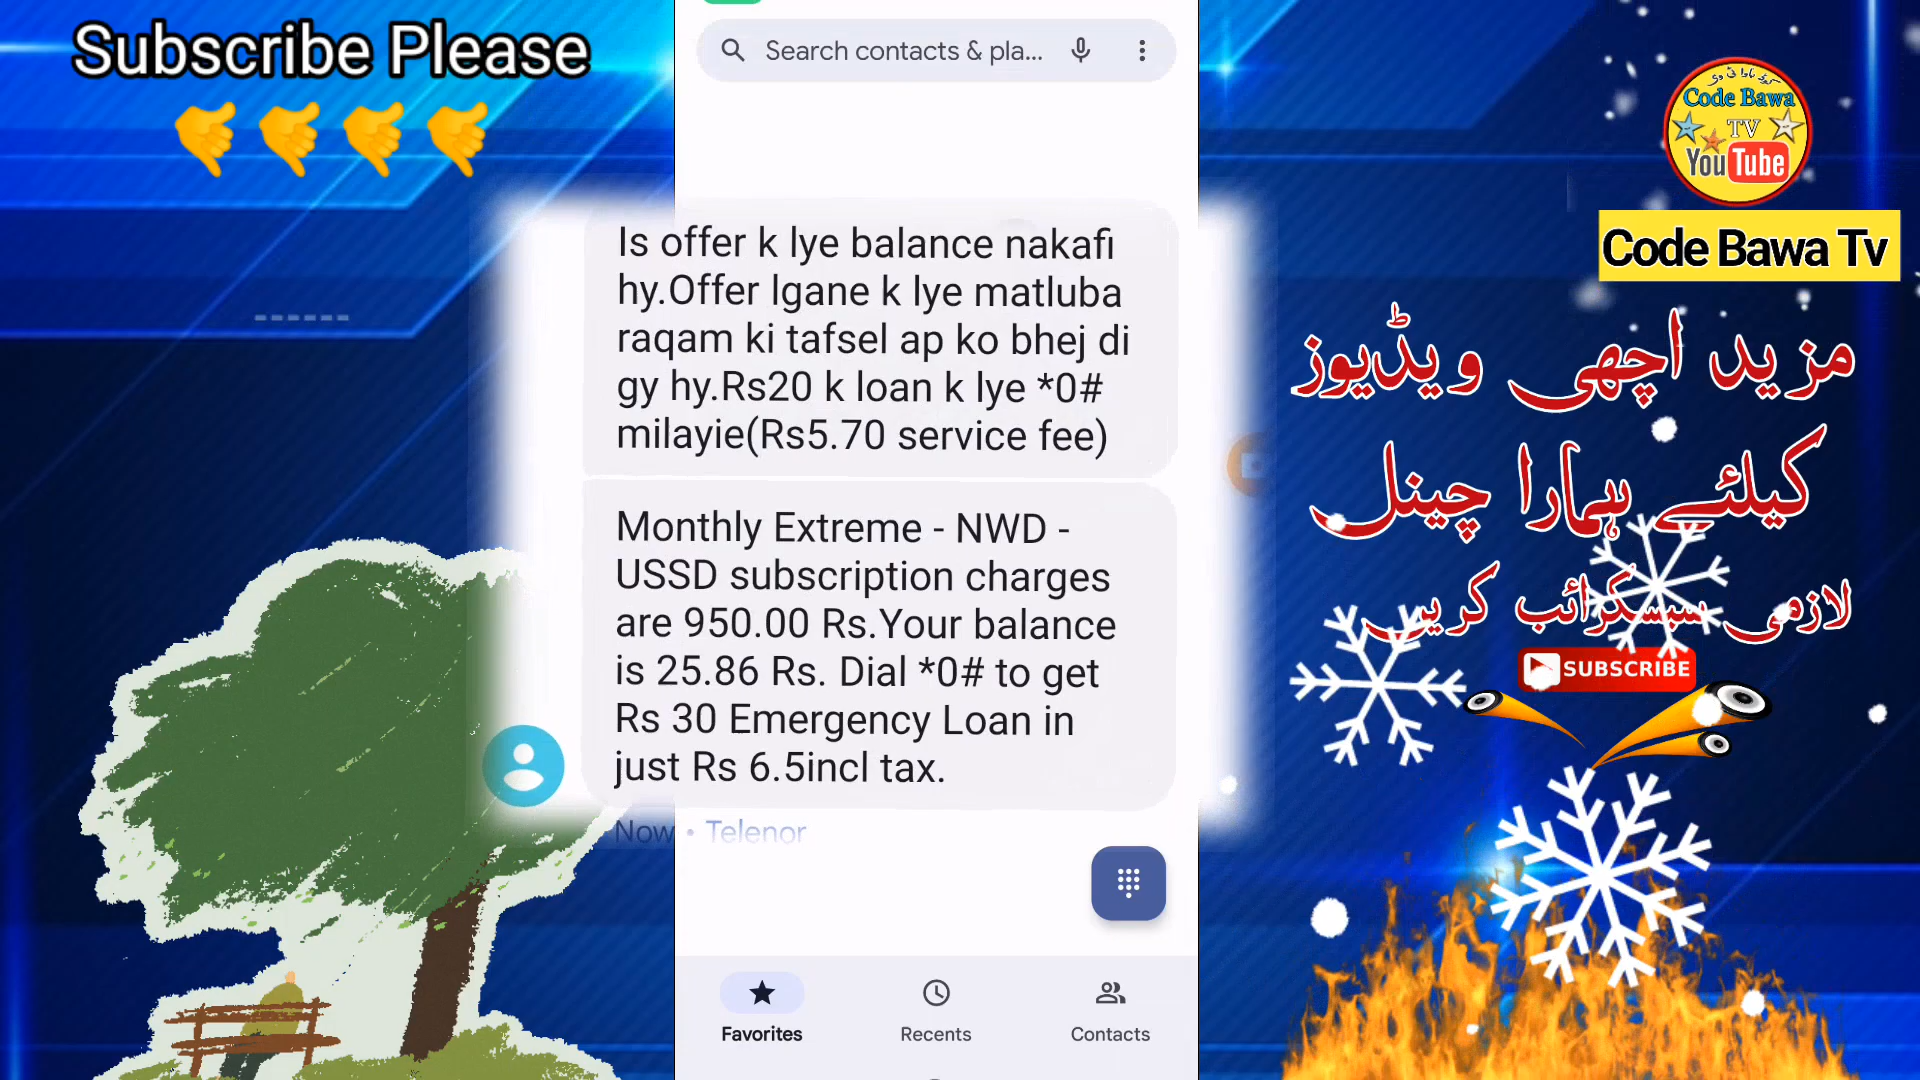 Subscribe Please
Search contacts & pla...
کوڈ باوا ٹی وی
Code Bawa
TV
YouTube
Code Bawa Tv
Is offer k lye balance nakafi
hy.Offer lgane k lye matluba
raqam ki tafsel ap ko bhej di
gy hy.Rs20 k loan k lye *0#
milayie(Rs5.70 service fee)
Monthly Extreme - NWD -
USSD subscription charges
are 950.00 Rs.Your balance
is 25.86 Rs. Dial *0# to get
Rs 30 Emergency Loan in
just Rs 6.5incl tax.
Now • Telenor
مزید اچھی ویڈیوز
کیلئے ہمارا چینل
لازمی سبسکرائب کریں
SUBSCRIBE
Favorites
Recents
Contacts